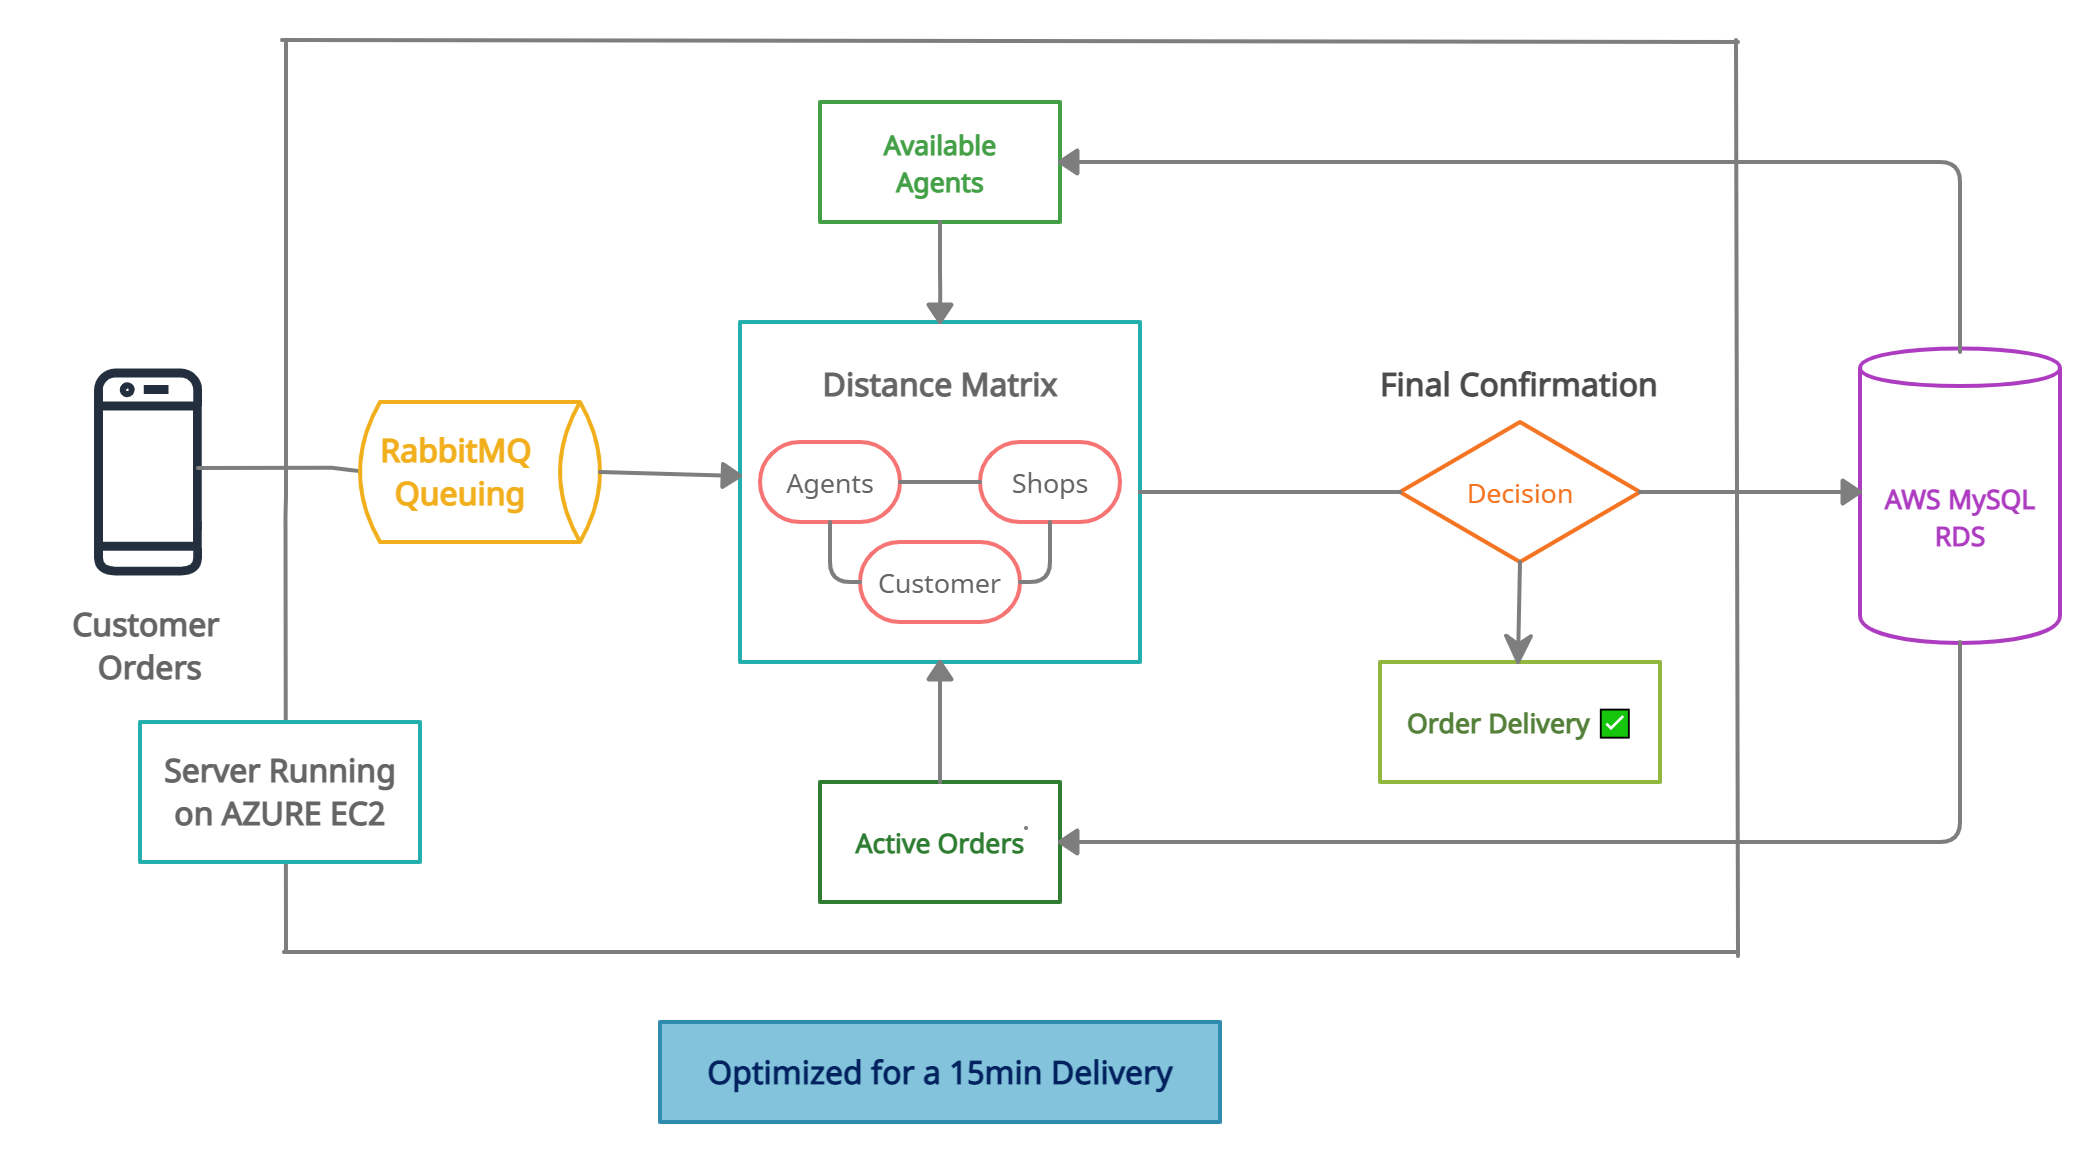 Available
Agents
Distance Matrix
Final Confirmation
RabbitMQ
Queuing
Agents
Shops
Decision
AWS MySQL
RDS
Customer
Customer
Orders
Order Delivery ✅
Server Running
on AZURE EC2
Active Orders
Optimized for a 15min Delivery